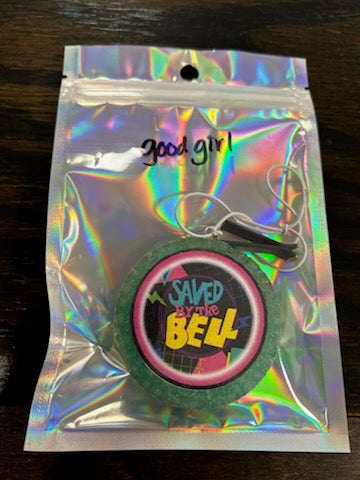 good girl
SAVED
BY THE
BELL